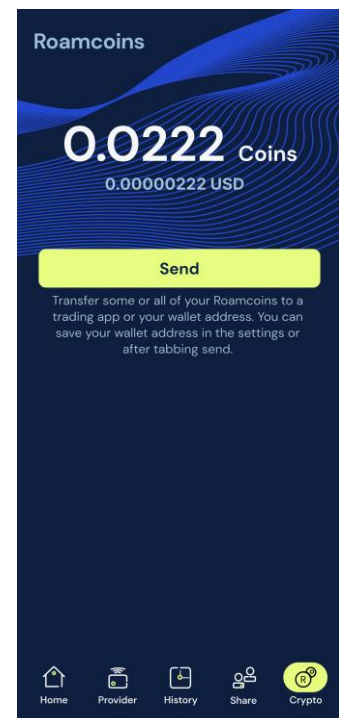 Roamcoins
0.0222 Coins
0.00000222 USD
Send
Transfer some or all of your Roamcoins to a
trading app or your wallet address. You can
save your wallet address in the settings or
after tabbing send.
R
Home Provider History Share Crypto